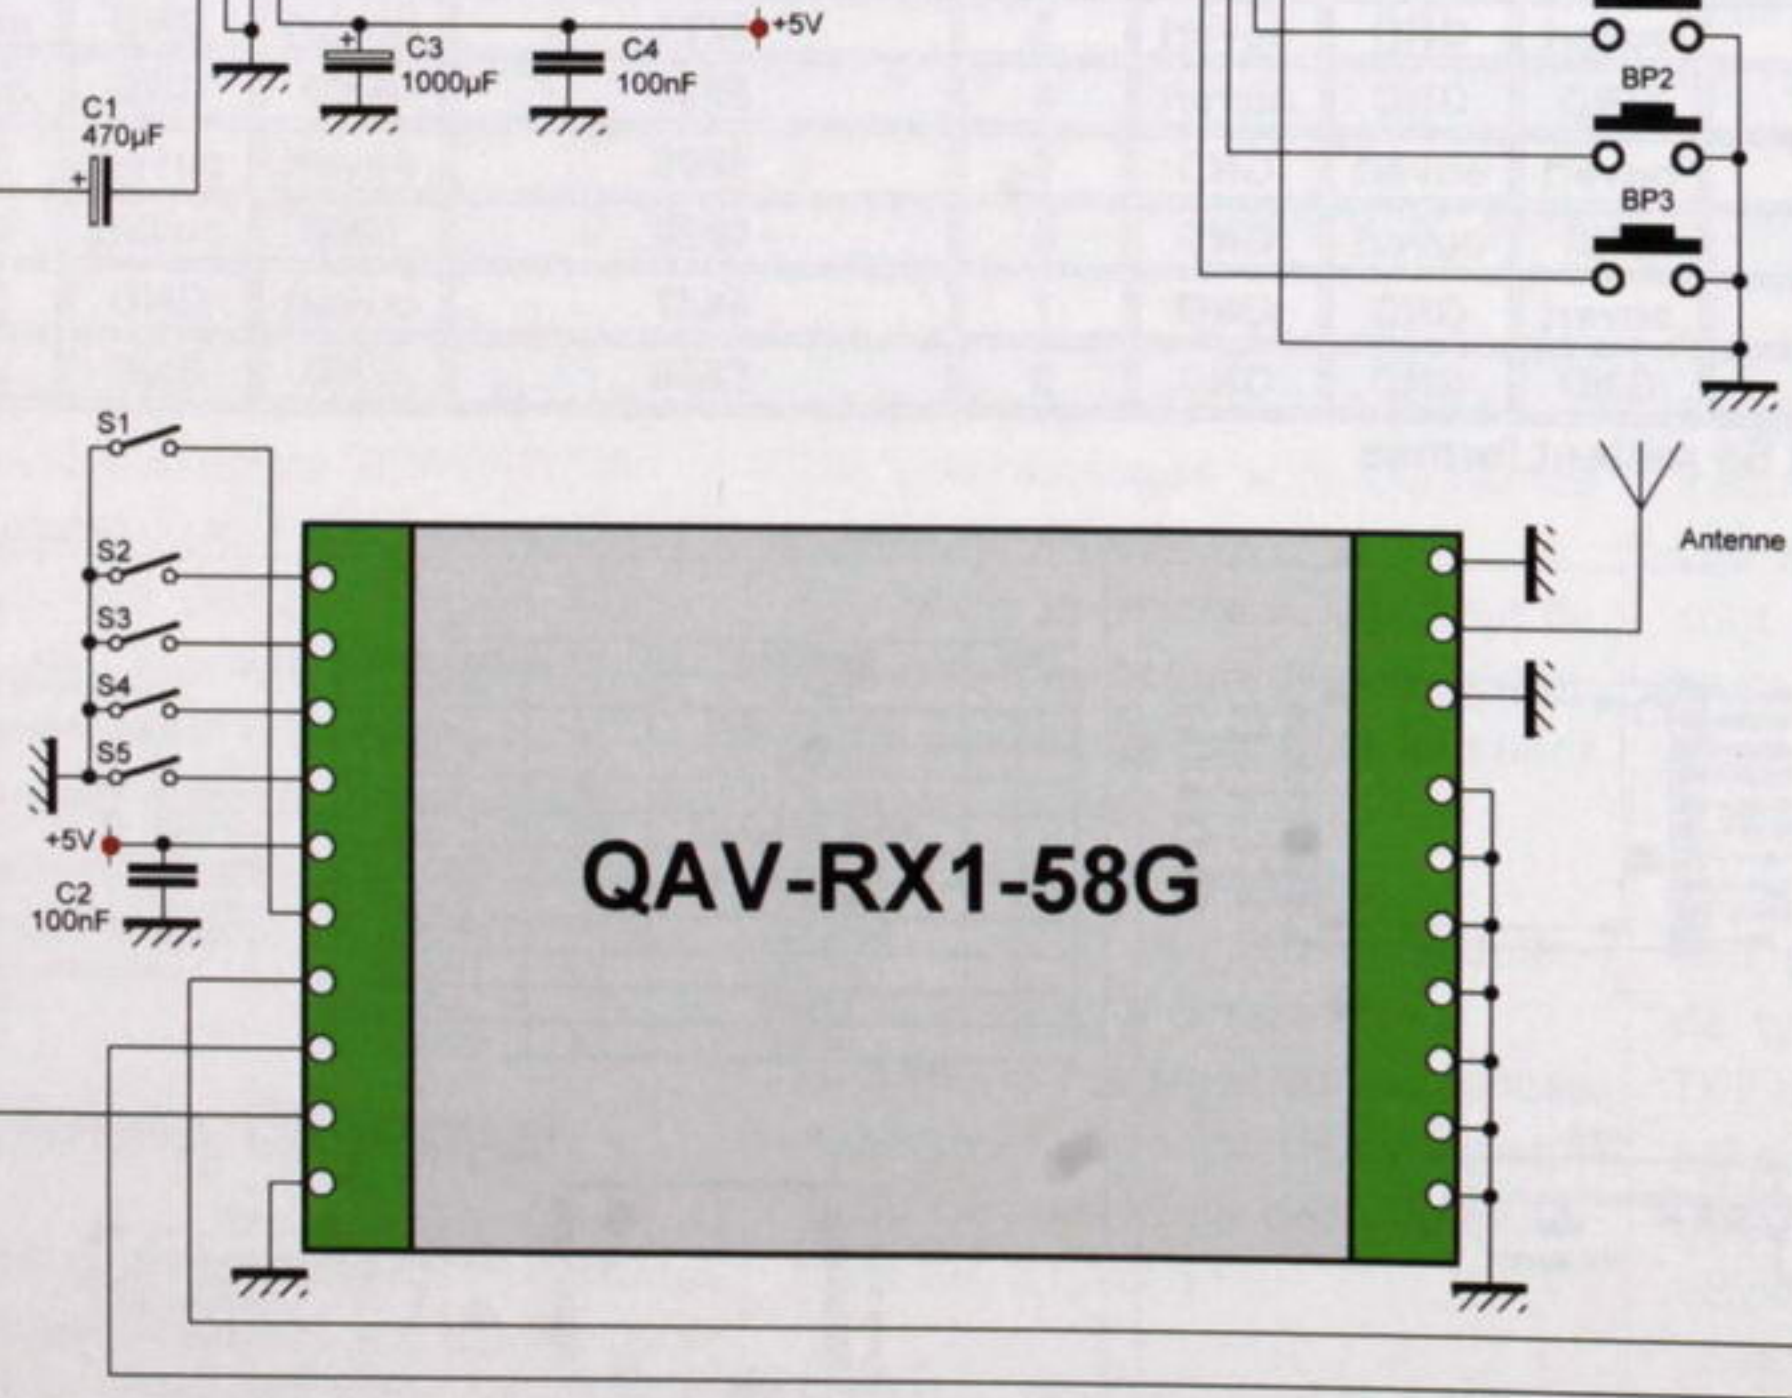 +5V
+
C3
1000µF
C4
100nF
C1
470µF
+
BP2
BP3
S1
S2
S3
S4
S5
+5V
C2
100nF
QAV-RX1-58G
Antenne